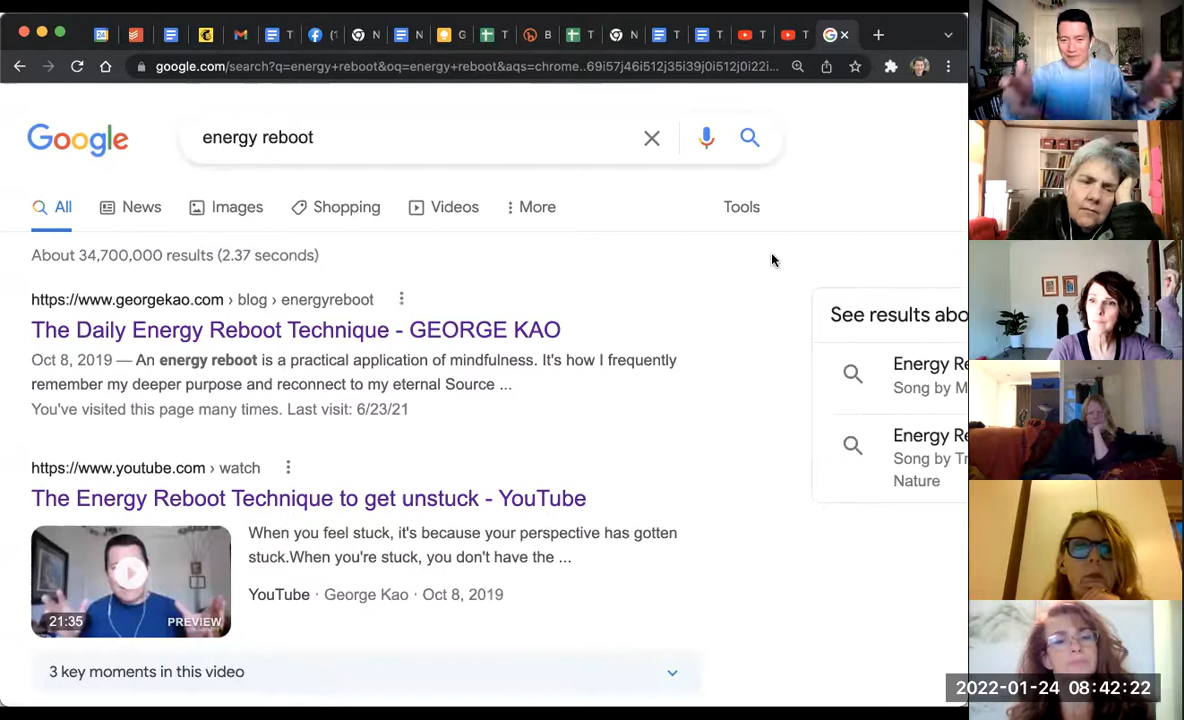 24 T (1 N N G T B T N T T T T
google.com/search?q=energy+reboot&oq=energy+reboot&aqs=chrome..69i57j46i512j35i39j0i512j0i22i...
Google
energy reboot
All News Images Shopping Videos More Tools
About 34,700,000 results (2.37 seconds)
https://www.georgekao.com › blog › energyreboot
The Daily Energy Reboot Technique - GEORGE KAO
Oct 8, 2019 — An energy reboot is a practical application of mindfulness. It's how I frequently
remember my deeper purpose and reconnect to my eternal Source ...
You've visited this page many times. Last visit: 6/23/21
https://www.youtube.com › watch
The Energy Reboot Technique to get unstuck - YouTube
21:35 PREVIEW
When you feel stuck, it's because your perspective has gotten
stuck.When you're stuck, you don't have the ...
YouTube · George Kao · Oct 8, 2019
3 key moments in this video
See results abo
Energy Re
Song by M
Energy Re
Song by Tr
Nature
2022-01-24 08:42:22